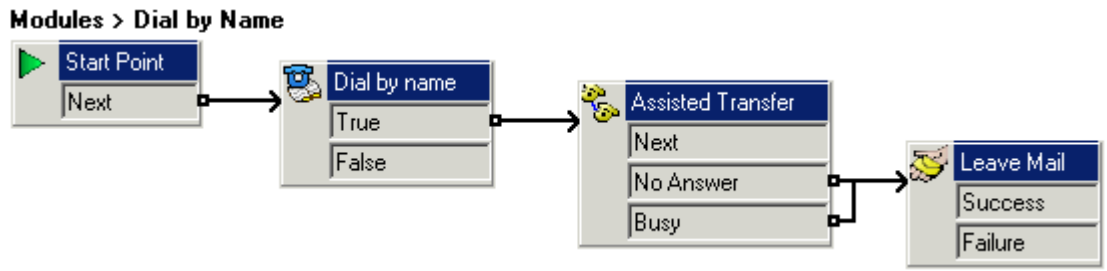 Modules > Dial by Name
Start Point
Next
Dial by name
True
False
Assisted Transfer
Next
No Answer
Busy
Leave Mail
Success
Failure